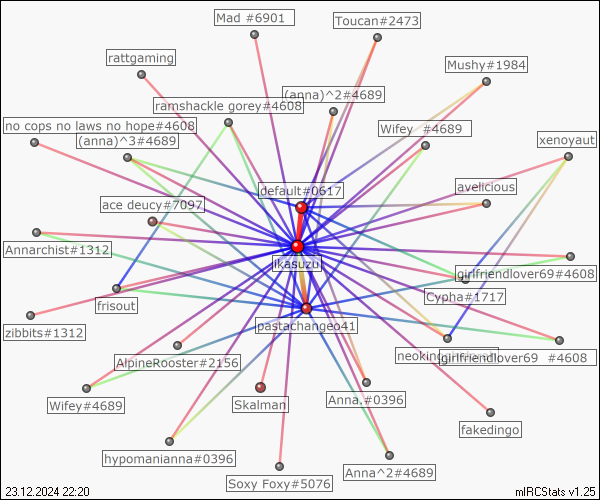 Mad #6901
Toucan#2473
rattgaming
Mushy#1984
(anna)^2#4689
ramshackle gorey#4608
no cops no laws no hope#4608
Wifey #4689
(anna)^3#4689
xenoyaut
default#0617
avelicious
ace deucy#7097
Annarchist#1312
ikasuzu
girlfriendlover69#4608
Cypha#1717
frisout
pastachangeo41
zibbits#1312
AlpineRooster#2156
girlfriendlover69 #4608
Wifey#4689
Skalman
Anna.#0396
fakedingo
hypomanianna#0396
Anna^2#4689
Soxy Foxy#5076
23.12.2024 22:20
mIRCStats v1.25